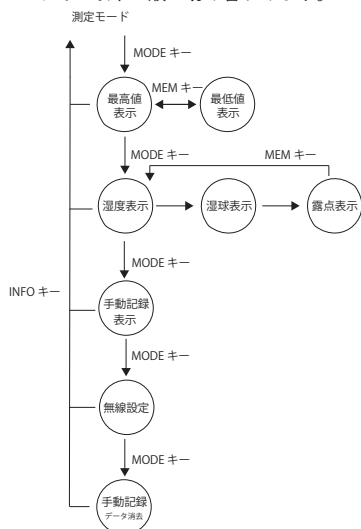 測定モード
MODE キー
MEM キー
最高値
表示
最低値
表示
MODE キー
MEM キー
湿度表示
湿球表示
露点表示
MODE キー
INFO キー
手動記録
表示
MODE キー
無線設定
MODE キー
手動記録
データ消去